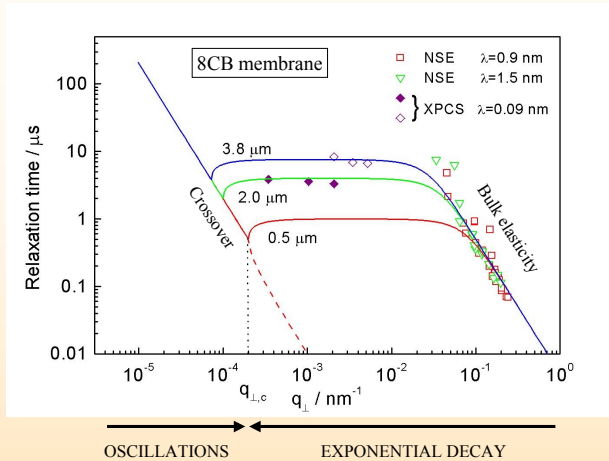 8CB membrane
NSE λ=0.9 nm
NSE λ=1.5 nm
} XPCS λ=0.09 nm
Relaxation time / μs
100
10
1
0.1
0.01
3.8 μm
2.0 μm
0.5 μm
Crossover
Bulk elasticity
10⁻⁵ 10⁻⁴ 10⁻³ 10⁻² 10⁻¹ 10⁰
q⊥,c q⊥ / nm⁻¹
OSCILLATIONS EXPONENTIAL DECAY